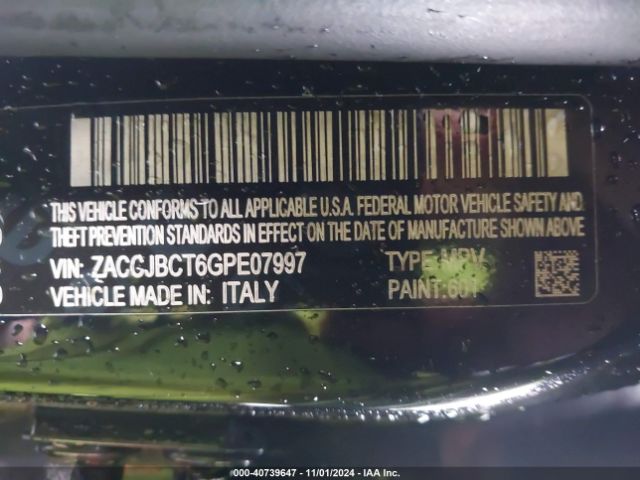 THIS VEHICLE CONFORMS TO ALL APPLICABLE U.S.A. FEDERAL MOTOR VEHICLE SAFETY AND
THEFT PREVENTION STANDARDS IN EFFECT ON THE DATE OF MANUFACTURE SHOWN ABOVE
VIN: ZACCJBCT6GPE07997 TYPE: MPV
VEHICLE MADE IN: ITALY PAINT: 601
000-40739647 - 11/01/2024 - IAA Inc.